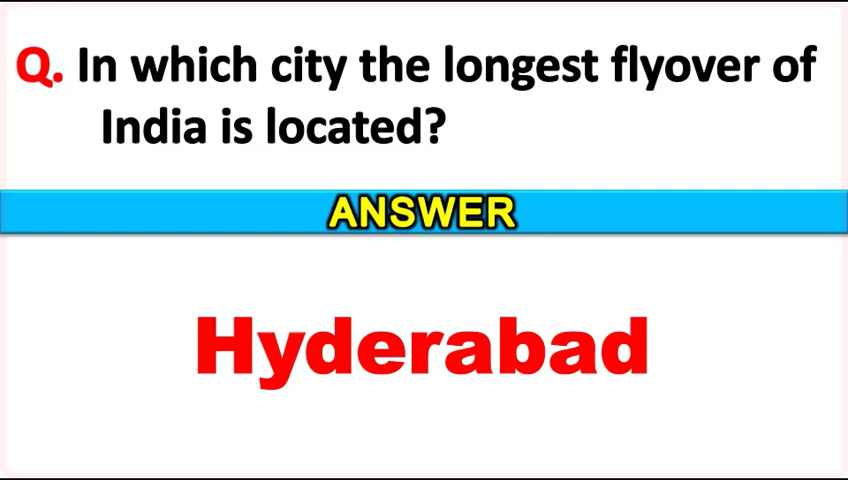 Q. In which city the longest flyover of
India is located?
ANSWER
Hyderabad